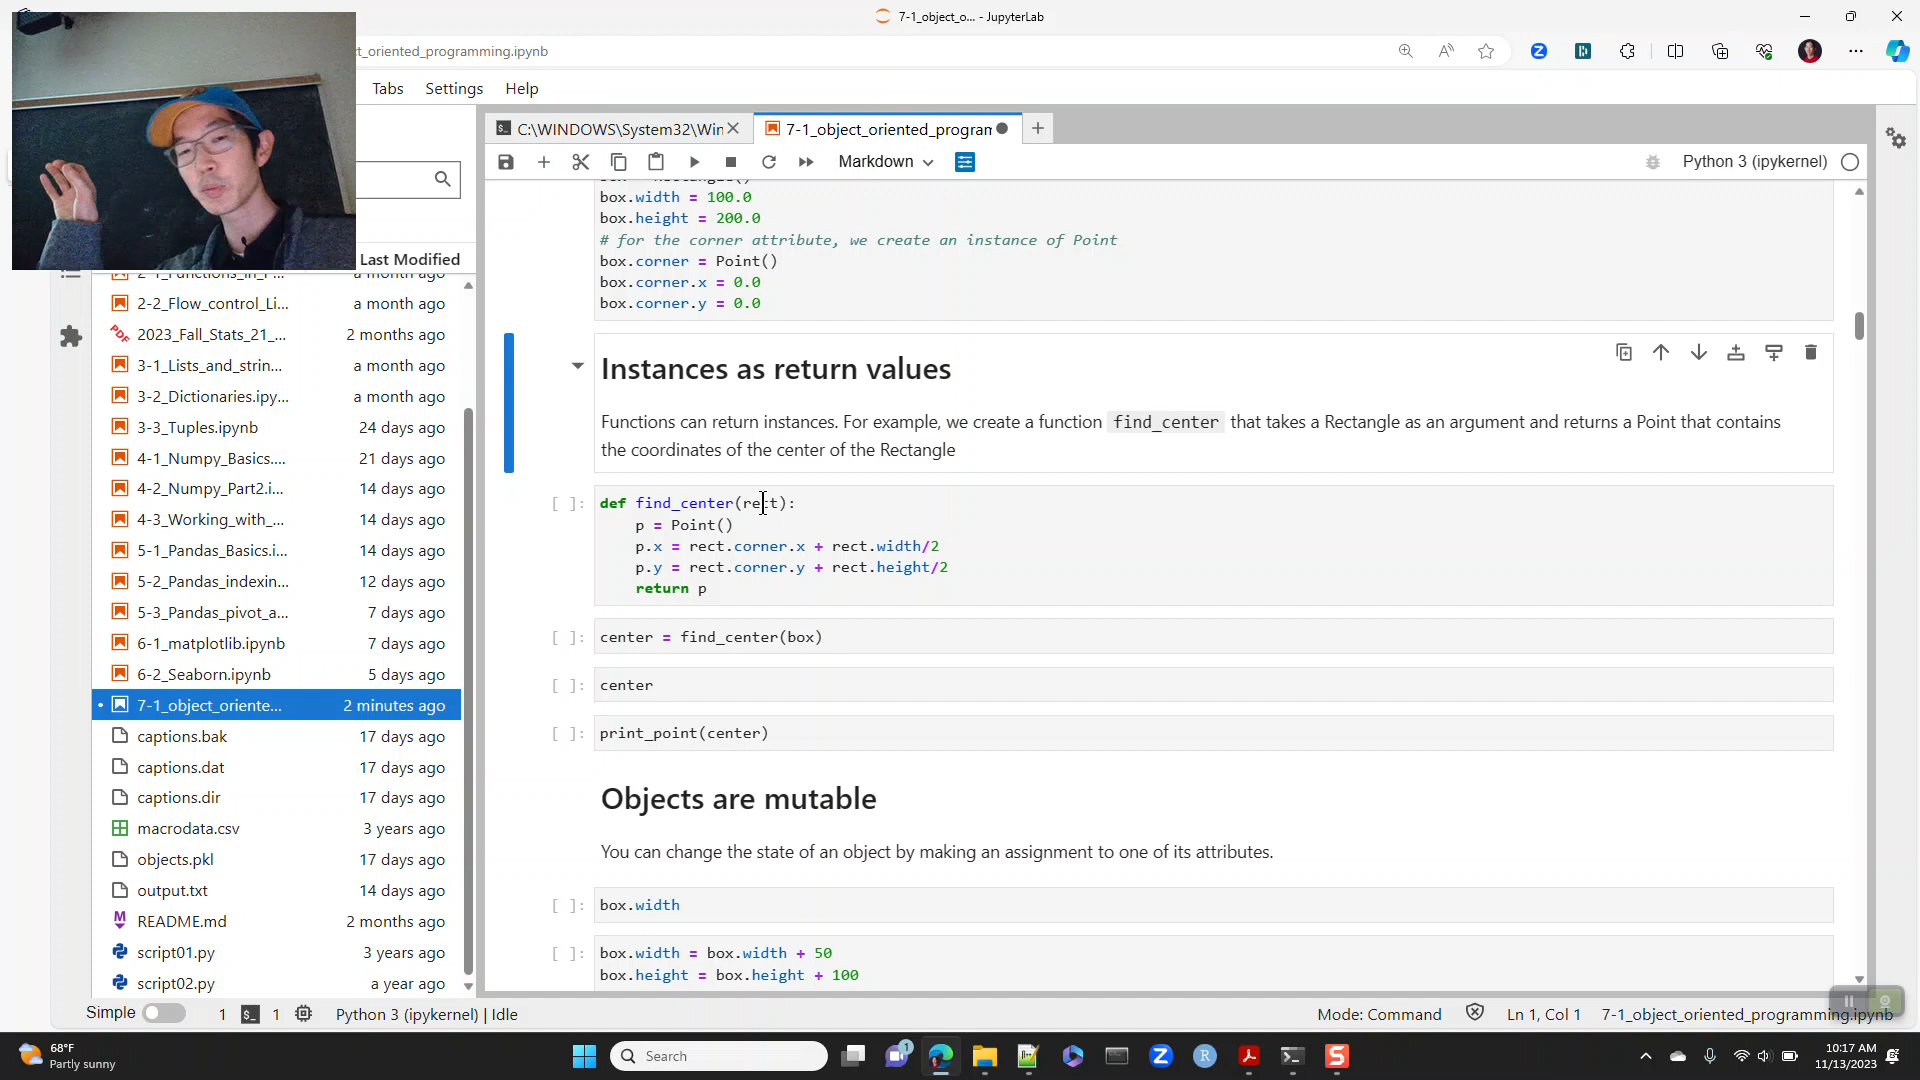 7-1_object_o... - JupyterLab
t_oriented_programming.ipynb
Tabs Settings Help
C:\WINDOWS\System32\Win
7-1_object_oriented_program
Markdown
Python 3 (ipykernel)
Last Modified
a month ago
2-2_Flow_control_Li... a month ago
2023_Fall_Stats_21_... 2 months ago
3-1_Lists_and_strin... a month ago
3-2_Dictionaries.ipy... a month ago
3-3_Tuples.ipynb 24 days ago
4-1_Numpy_Basics.... 21 days ago
4-2_Numpy_Part2.i... 14 days ago
4-3_Working_with_... 14 days ago
5-1_Pandas_Basics.i... 14 days ago
5-2_Pandas_indexin... 12 days ago
5-3_Pandas_pivot_a... 7 days ago
6-1_matplotlib.ipynb 7 days ago
6-2_Seaborn.ipynb 5 days ago
7-1_object_oriente... 2 minutes ago
captions.bak 17 days ago
captions.dat 17 days ago
captions.dir 17 days ago
macrodata.csv 3 years ago
objects.pkl 17 days ago
output.txt 14 days ago
README.md 2 months ago
script01.py 3 years ago
script02.py a year ago
box.width = 100.0
box.height = 200.0
# for the corner attribute, we create an instance of Point
box.corner = Point()
box.corner.x = 0.0
box.corner.y = 0.0
Instances as return values
Functions can return instances. For example, we create a function find_center that takes a Rectangle as an argument and returns a Point that contains
the coordinates of the center of the Rectangle
[ ]: def find_center(rect):
p = Point()
p.x = rect.corner.x + rect.width/2
p.y = rect.corner.y + rect.height/2
return p
[ ]: center = find_center(box)
[ ]: center
[ ]: print_point(center)
Objects are mutable
You can change the state of an object by making an assignment to one of its attributes.
[ ]: box.width
[ ]: box.width = box.width + 50
box.height = box.height + 100
Simple 1 1 Python 3 (ipykernel) | Idle
Mode: Command Ln 1, Col 1 7-1_object_oriented_programming.ipynb
68°F
Partly sunny
Search
1
10:17 AM
11/13/2023